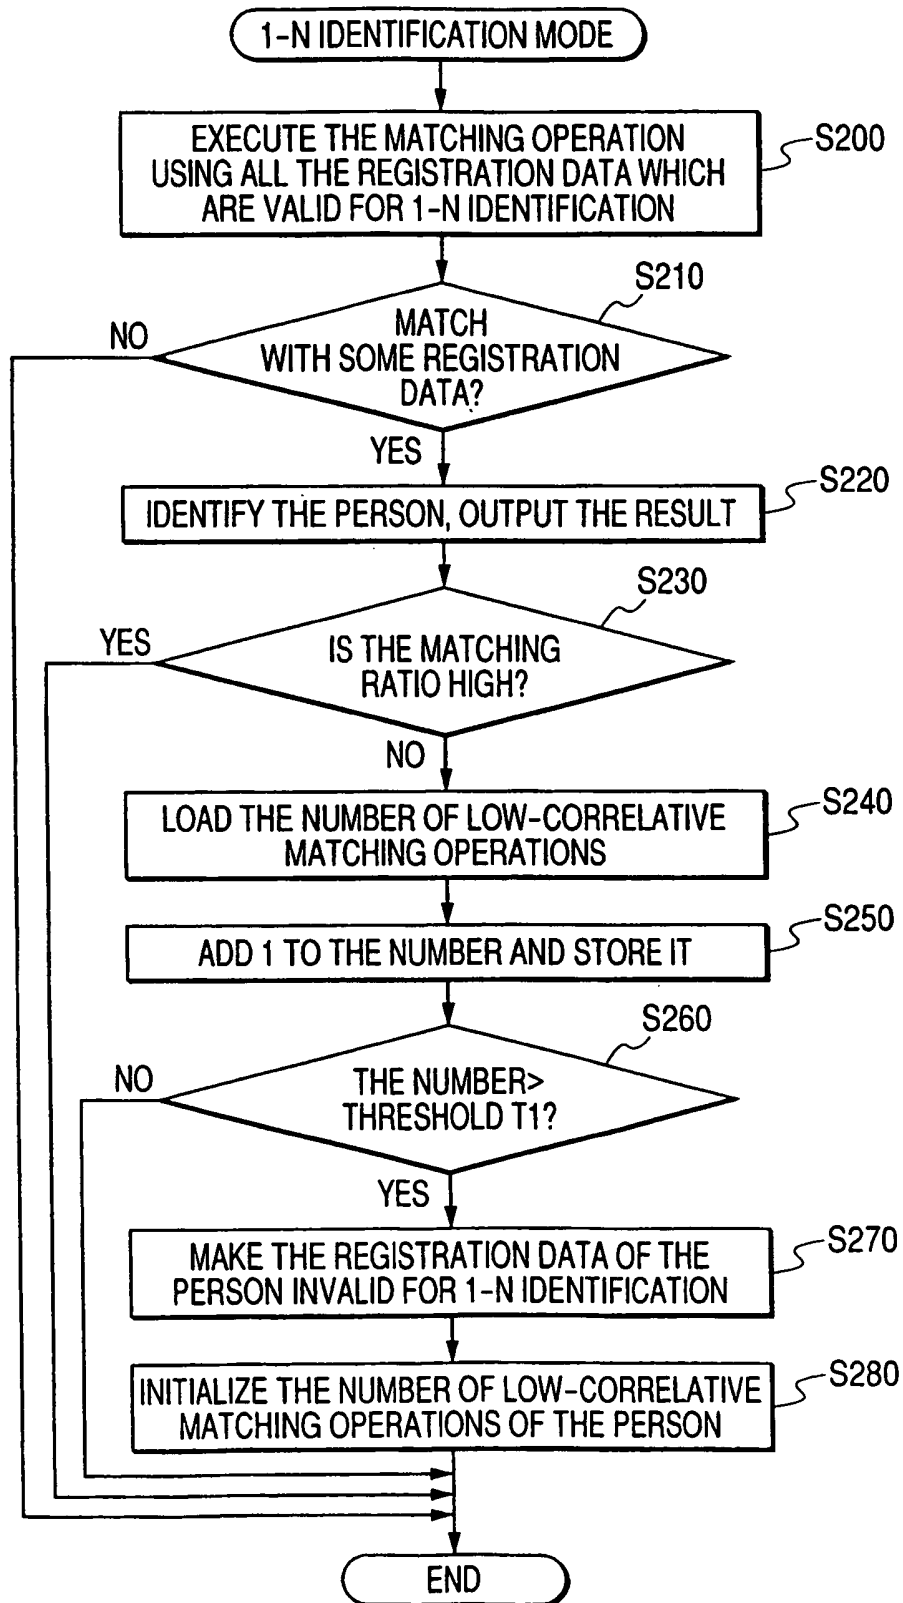 1-N IDENTIFICATION MODE
EXECUTE THE MATCHING OPERATION
USING ALL THE REGISTRATION DATA WHICH
ARE VALID FOR 1-N IDENTIFICATION
S200
S210
MATCH
WITH SOME REGISTRATION
DATA?
NO
YES
S220
IDENTIFY THE PERSON, OUTPUT THE RESULT
S230
YES
IS THE MATCHING
RATIO HIGH?
NO
LOAD THE NUMBER OF LOW-CORRELATIVE
MATCHING OPERATIONS
S240
S250
ADD 1 TO THE NUMBER AND STORE IT
S260
NO
THE NUMBER>
THRESHOLD T1?
YES
S270
MAKE THE REGISTRATION DATA OF THE
PERSON INVALID FOR 1-N IDENTIFICATION
S280
INITIALIZE THE NUMBER OF LOW-CORRELATIVE
MATCHING OPERATIONS OF THE PERSON
END